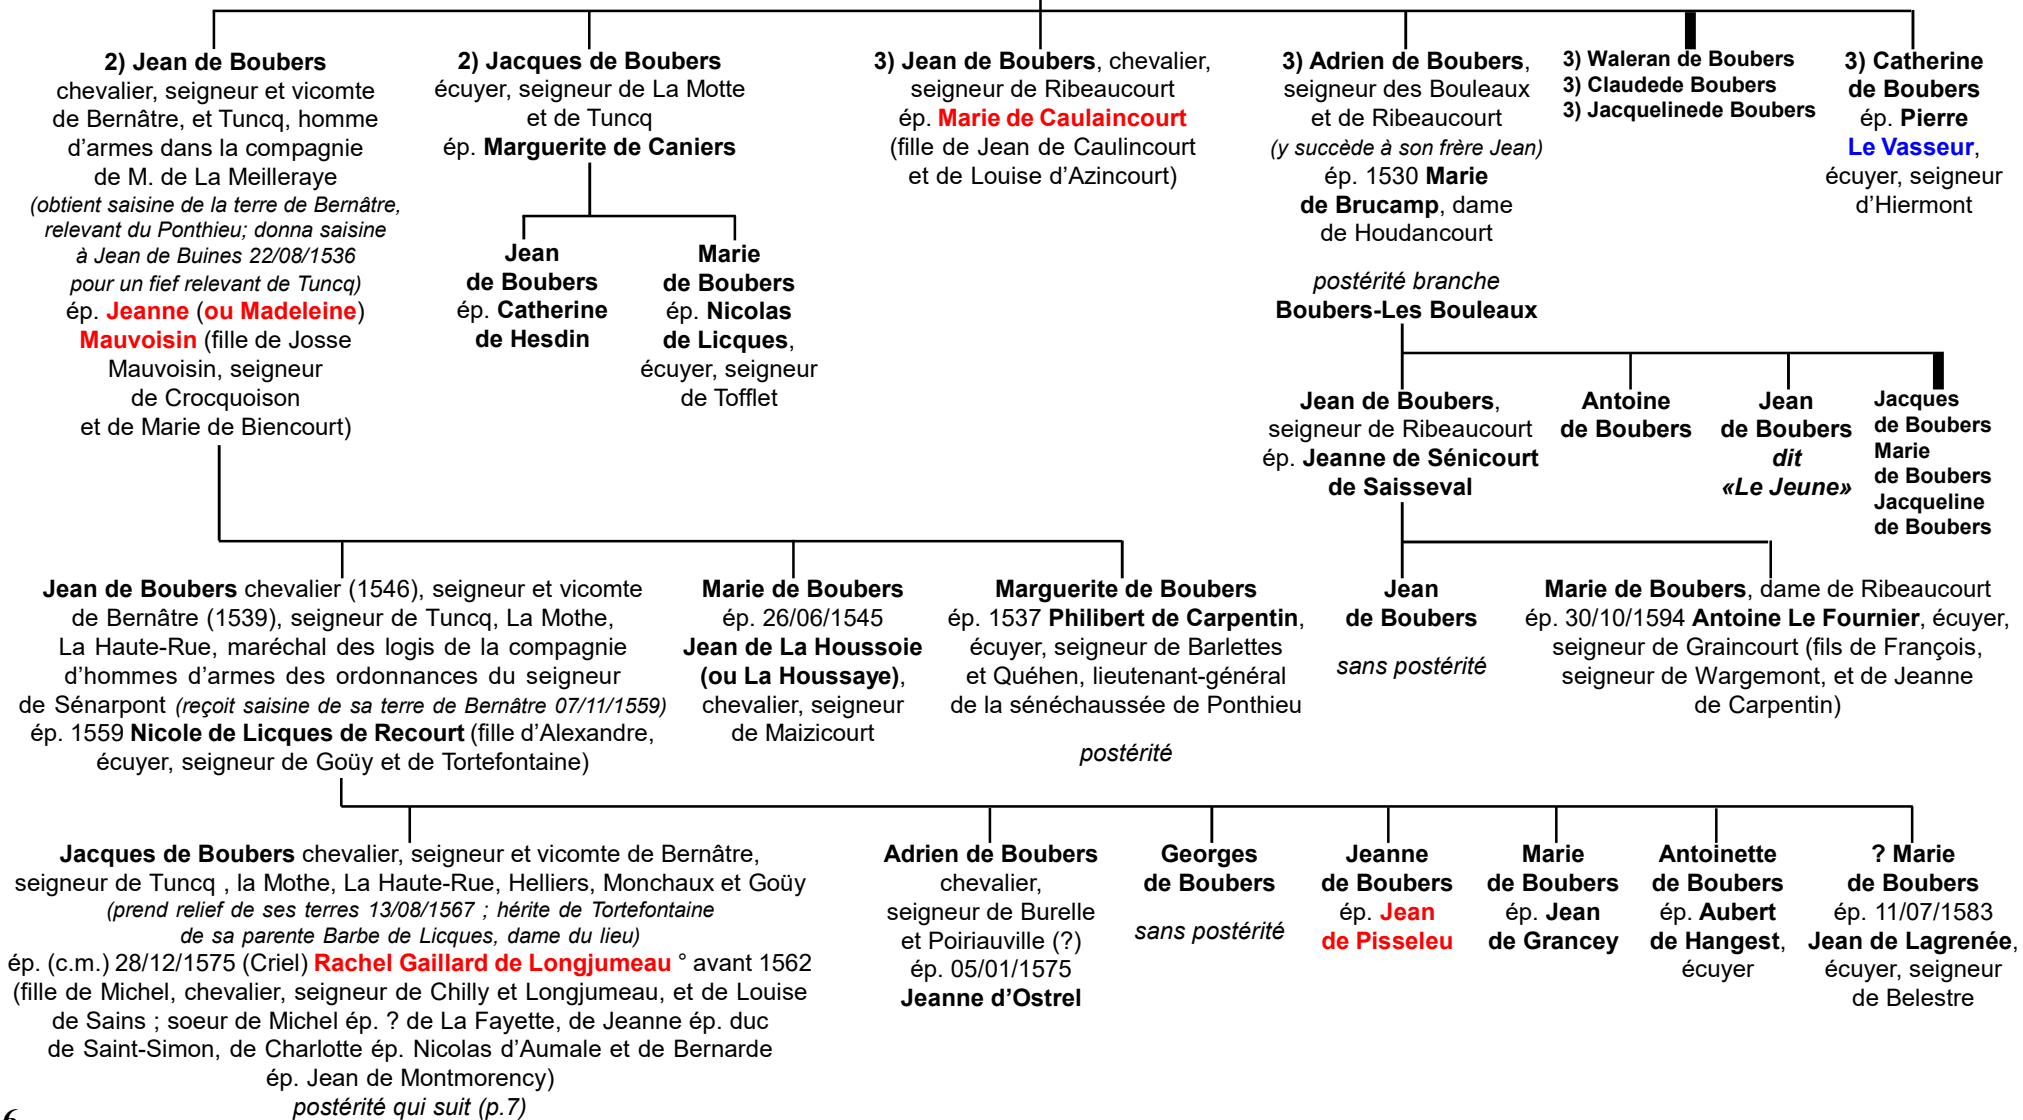 2) Jean de Boubers
chevalier, seigneur et vicomte
de Bernâtre, et Tuncq, homme
d’armes dans la compagnie
de M. de La Meilleraye
(obtient saisine de la terre de Bernâtre,
relevant du Ponthieu; donna saisine
à Jean de Buines 22/08/1536
pour un fief relevant de Tuncq)
ép. Jeanne (ou Madeleine)
Mauvoisin (fille de Josse
Mauvoisin, seigneur
de Crocquoison
et de Marie de Biencourt)
2) Jacques de Boubers
écuyer, seigneur de La Motte
et de Tuncq
ép. Marguerite de Caniers
Jean
de Boubers
ép. Catherine
de Hesdin
Marie
de Boubers
ép. Nicolas
de Licques,
écuyer, seigneur
de Tofflet
3) Jean de Boubers, chevalier,
seigneur de Ribeaucourt
ép. Marie de Caulaincourt
(fille de Jean de Caulincourt
et de Louise d’Azincourt)
3) Adrien de Boubers,
seigneur des Bouleaux
et de Ribeaucourt
(y succède à son frère Jean)
ép. 1530 Marie
de Brucamp, dame
de Houdancourt
postérité branche
Boubers-Les Bouleaux
3) Waleran de Boubers
3) Claudede Boubers
3) Jacquelinede Boubers
3) Catherine
de Boubers
ép. Pierre
Le Vasseur,
écuyer, seigneur
d’Hiermont
Jean de Boubers,
seigneur de Ribeaucourt
ép. Jeanne de Sénicourt
de Saisseval
Antoine
de Boubers
Jean
de Boubers
dit
«Le Jeune»
Jacques
de Boubers
Marie
de Boubers
Jacqueline
de Boubers
Jean de Boubers chevalier (1546), seigneur et vicomte
de Bernâtre (1539), seigneur de Tuncq, La Mothe,
La Haute-Rue, maréchal des logis de la compagnie
d’hommes d’armes des ordonnances du seigneur
de Sénarpont (reçoit saisine de sa terre de Bernâtre 07/11/1559)
ép. 1559 Nicole de Licques de Recourt (fille d’Alexandre,
écuyer, seigneur de Goüy et de Tortefontaine)
Marie de Boubers
ép. 26/06/1545
Jean de La Houssoie
(ou La Houssaye),
chevalier, seigneur
de Maizicourt
Marguerite de Boubers
ép. 1537 Philibert de Carpentin,
écuyer, seigneur de Barlettes
et Quéhen, lieutenant-général
de la sénéchaussée de Ponthieu
postérité
Jean
de Boubers
sans postérité
Marie de Boubers, dame de Ribeaucourt
ép. 30/10/1594 Antoine Le Fournier, écuyer,
seigneur de Graincourt (fils de François,
seigneur de Wargemont, et de Jeanne
de Carpentin)
Jacques de Boubers chevalier, seigneur et vicomte de Bernâtre,
seigneur de Tuncq , la Mothe, La Haute-Rue, Helliers, Monchaux et Goüy
(prend relief de ses terres 13/08/1567 ; hérite de Tortefontaine
de sa parente Barbe de Licques, dame du lieu)
ép. (c.m.) 28/12/1575 (Criel) Rachel Gaillard de Longjumeau ° avant 1562
(fille de Michel, chevalier, seigneur de Chilly et Longjumeau, et de Louise
de Sains ; soeur de Michel ép. ? de La Fayette, de Jeanne ép. duc
de Saint-Simon, de Charlotte ép. Nicolas d’Aumale et de Bernarde
ép. Jean de Montmorency)
postérité qui suit (p.7)
Adrien de Boubers
chevalier,
seigneur de Burelle
et Poiriauville (?)
ép. 05/01/1575
Jeanne d’Ostrel
Georges
de Boubers
sans postérité
Jeanne
de Boubers
ép. Jean
de Pisseleu
Marie
de Boubers
ép. Jean
de Grancey
Antoinette
de Boubers
ép. Aubert
de Hangest,
écuyer
? Marie
de Boubers
ép. 11/07/1583
Jean de Lagrenée,
écuyer, seigneur
de Belestre